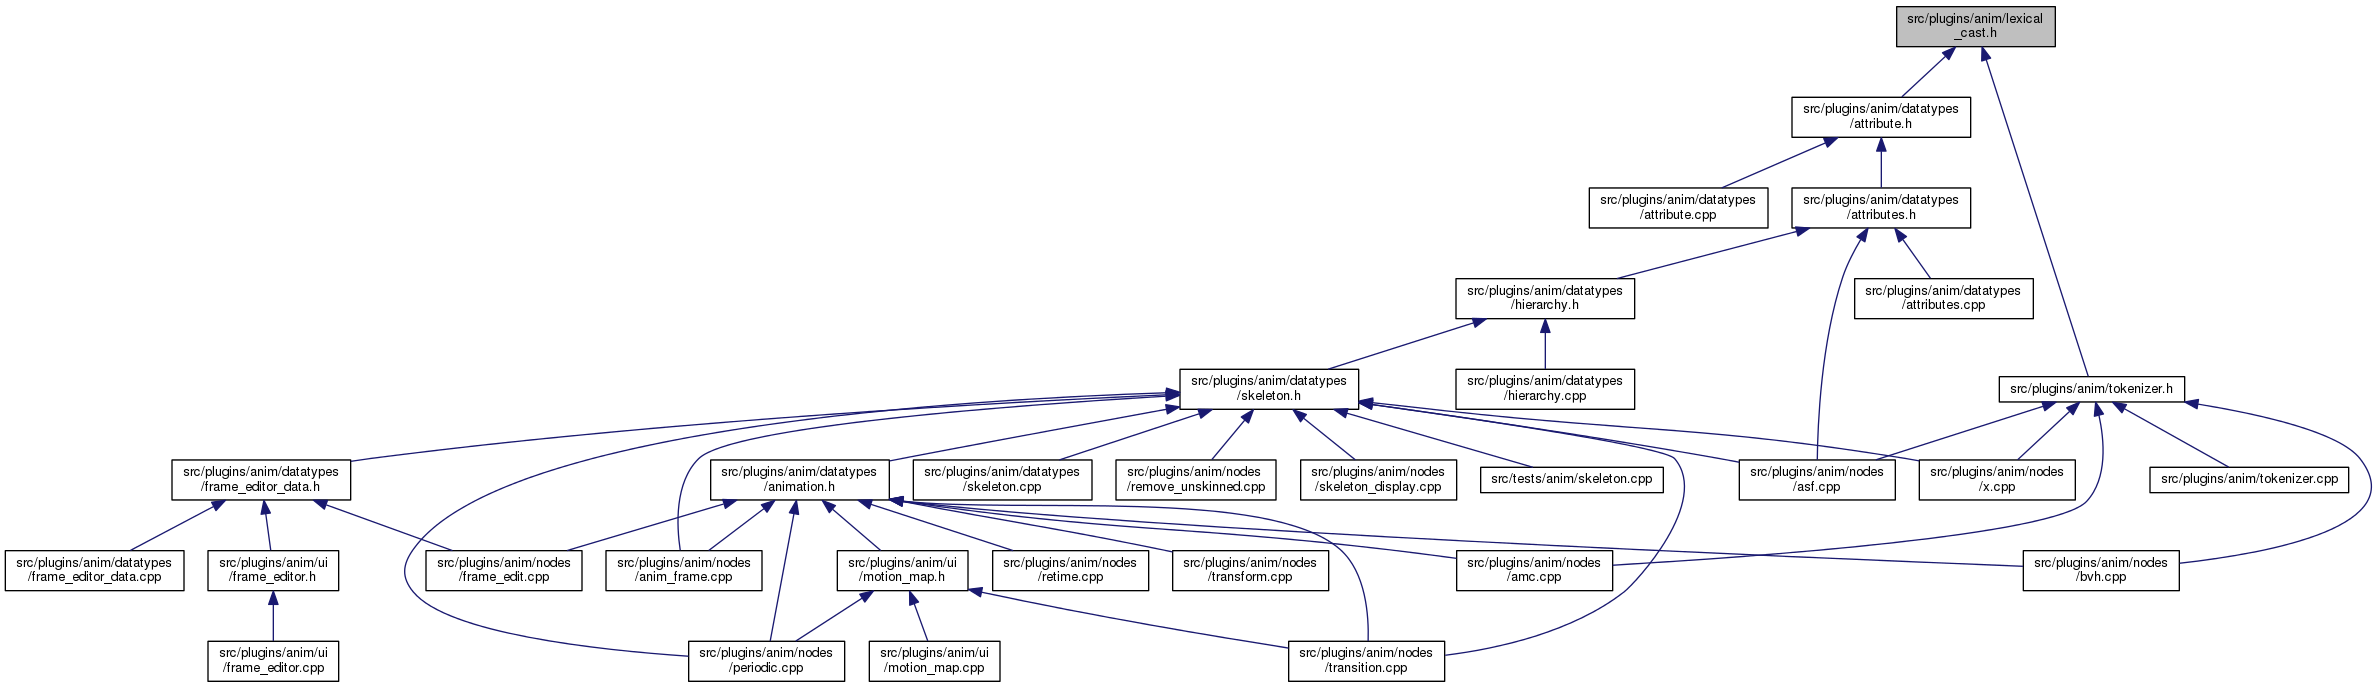 src/plugins/anim/lexical
_cast.h
src/plugins/anim/datatypes
/attribute.h
src/plugins/anim/datatypes
/attribute.cpp
src/plugins/anim/datatypes
/attributes.h
src/plugins/anim/datatypes
/hierarchy.h
src/plugins/anim/datatypes
/attributes.cpp
src/plugins/anim/datatypes
/skeleton.h
src/plugins/anim/datatypes
/hierarchy.cpp
src/plugins/anim/tokenizer.h
src/plugins/anim/datatypes
/frame_editor_data.h
src/plugins/anim/datatypes
/animation.h
src/plugins/anim/datatypes
/skeleton.cpp
src/plugins/anim/nodes
/remove_unskinned.cpp
src/plugins/anim/nodes
/skeleton_display.cpp
src/tests/anim/skeleton.cpp
src/plugins/anim/nodes
/asf.cpp
src/plugins/anim/nodes
/x.cpp
src/plugins/anim/tokenizer.cpp
src/plugins/anim/datatypes
/frame_editor_data.cpp
src/plugins/anim/ui
/frame_editor.h
src/plugins/anim/nodes
/frame_edit.cpp
src/plugins/anim/nodes
/anim_frame.cpp
src/plugins/anim/ui
/motion_map.h
src/plugins/anim/nodes
/retime.cpp
src/plugins/anim/nodes
/transform.cpp
src/plugins/anim/nodes
/amc.cpp
src/plugins/anim/nodes
/bvh.cpp
src/plugins/anim/ui
/frame_editor.cpp
src/plugins/anim/nodes
/periodic.cpp
src/plugins/anim/ui
/motion_map.cpp
src/plugins/anim/nodes
/transition.cpp